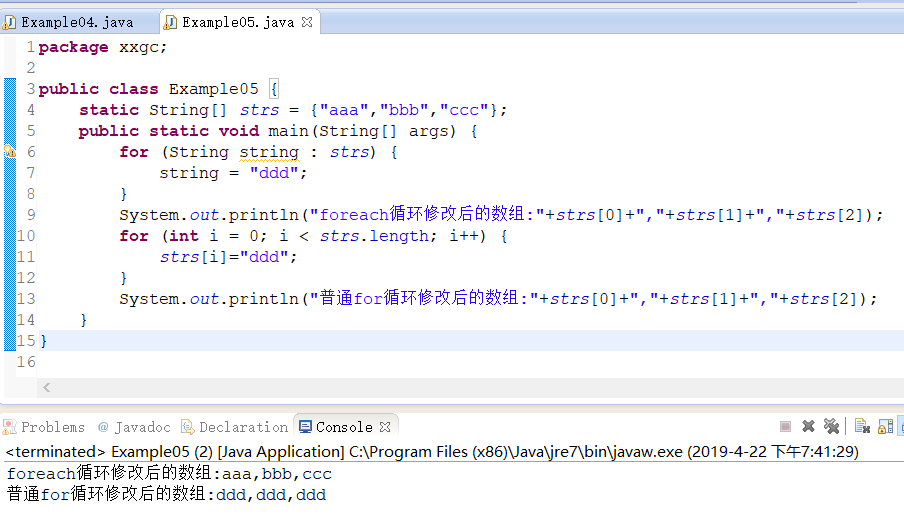 Example04.java Example05.java
1 package xxgc;
2
3 public class Example05 {
4     static String[] strs = {"aaa","bbb","ccc"};
5     public static void main(String[] args) {
6         for (String string : strs) {
7             string = "ddd";
8         }
9         System.out.println("foreach循环修改后的数组:"+strs[0]+","+strs[1]+","+strs[2]);
10         for (int i = 0; i < strs.length; i++) {
11             strs[i]="ddd";
12         }
13         System.out.println("普通for循环修改后的数组:"+strs[0]+","+strs[1]+","+strs[2]);
14     }
15 }
16
Problems @ Javadoc Declaration Console
<terminated> Example05 (2) [Java Application] C:\Program Files (x86)\Java\jre7\bin\javaw.exe (2019-4-22 下午7:41:29)
foreach循环修改后的数组:aaa,bbb,ccc
普通for循环修改后的数组:ddd,ddd,ddd